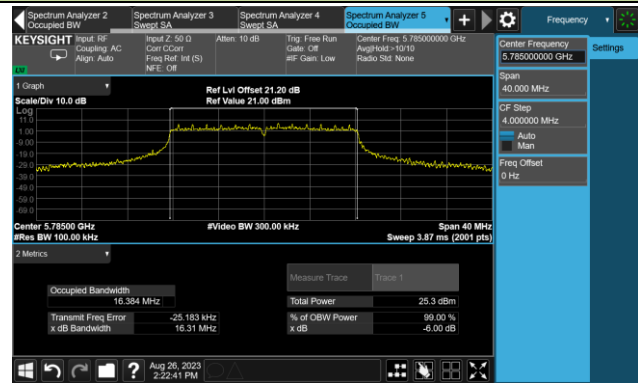 Spectrum Analyzer 2
Occupied BW
Spectrum Analyzer 3
Swept SA
Spectrum Analyzer 4
Swept SA
Spectrum Analyzer 5
Occupied BW
Frequency
KEYSIGHT
Input: RF
Coupling: AC
Align: Auto
Input Z: 50 Ω
Corr CCorr
Freq Ref: Int (S)
NFE: Off
Atten: 10 dB
Trig: Free Run
Gate: Off
#IF Gain: Low
Center Freq: 5.785000000 GHz
Avg|Hold:>10/10
Radio Std: None
Center Frequency
5.785000000 GHz
Settings
Span
40.000 MHz
CF Step
4.000000 MHz
Auto
Man
Freq Offset
0 Hz
1 Graph
Scale/Div 10.0 dB
Ref Lvl Offset 21.20 dB
Ref Value 21.00 dBm
Log
11.0
1.00
-9.00
-19.0
-29.0
-39.0
-49.0
-59.0
-69.0
Center 5.78500 GHz
#Res BW 100.00 kHz
#Video BW 300.00 kHz
Span 40 MHz
Sweep 3.87 ms (2001 pts)
2 Metrics
Measure Trace
Trace 1
Occupied Bandwidth
16.384 MHz
Total Power
25.3 dBm
Transmit Freq Error
-25.183 kHz
% of OBW Power
99.00 %
x dB Bandwidth
16.31 MHz
x dB
-6.00 dB
Aug 26, 2023
2:22:41 PM